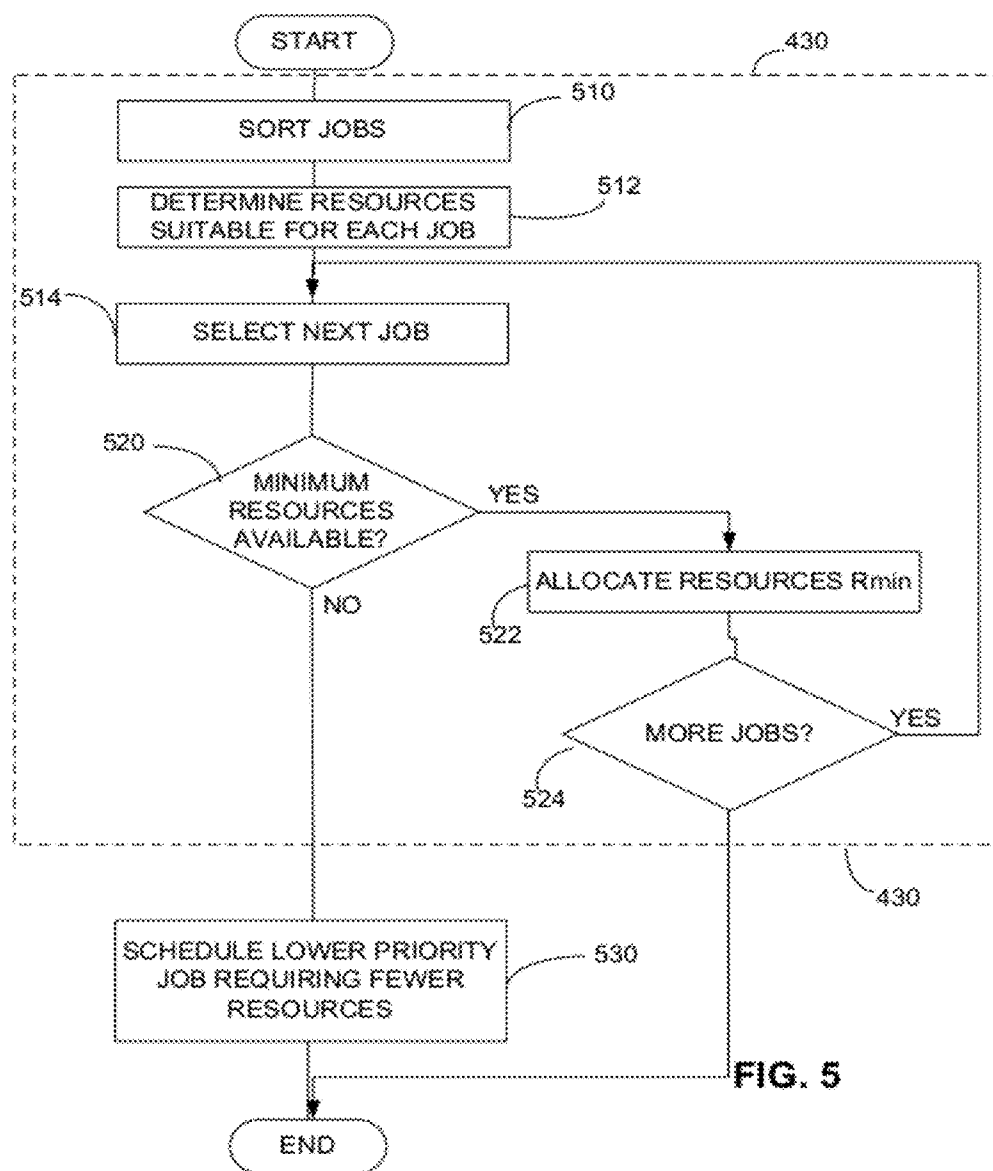 START
430
510
SORT JOBS
512
DETERMINE RESOURCES
SUITABLE FOR EACH JOB
514
SELECT NEXT JOB
520
MINIMUM
RESOURCES
AVAILABLE?
YES
NO
ALLOCATE RESOURCES Rmin
522
MORE JOBS?
YES
524
430
SCHEDULE LOWER PRIORITY
JOB REQUIRING FEWER
RESOURCES
530
FIG. 5
END